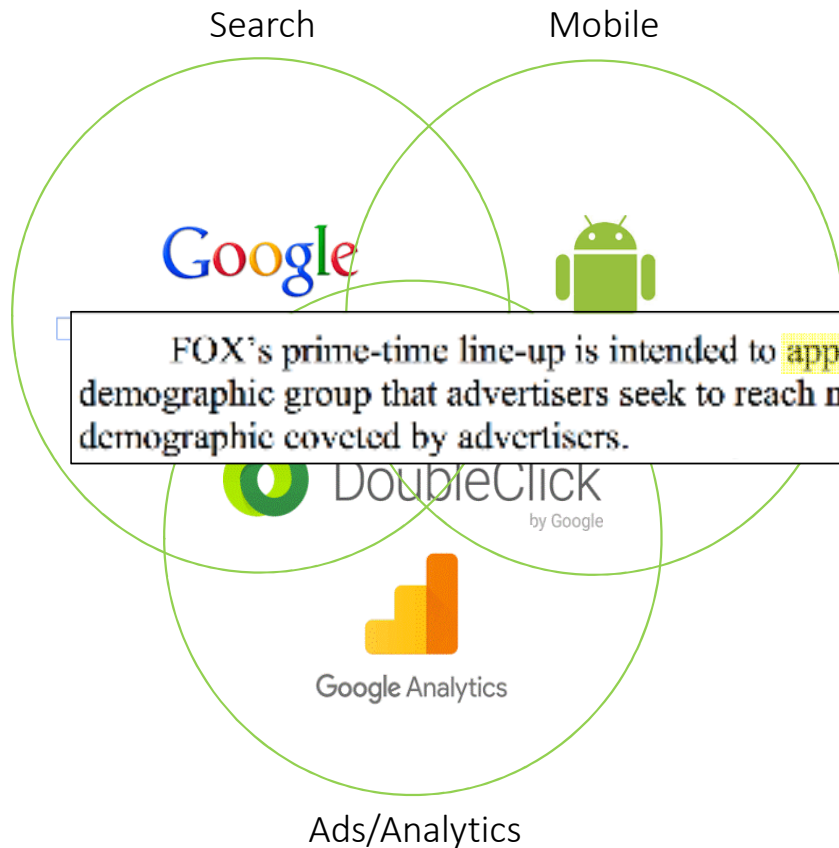 Search
Mobile
Google
FOX's prime-time line-up is intended to app
demographic group that advertisers seek to reach
demographic coveted by advertisers.
DoubleClick
by Google
Google Analytics
Ads/Analytics